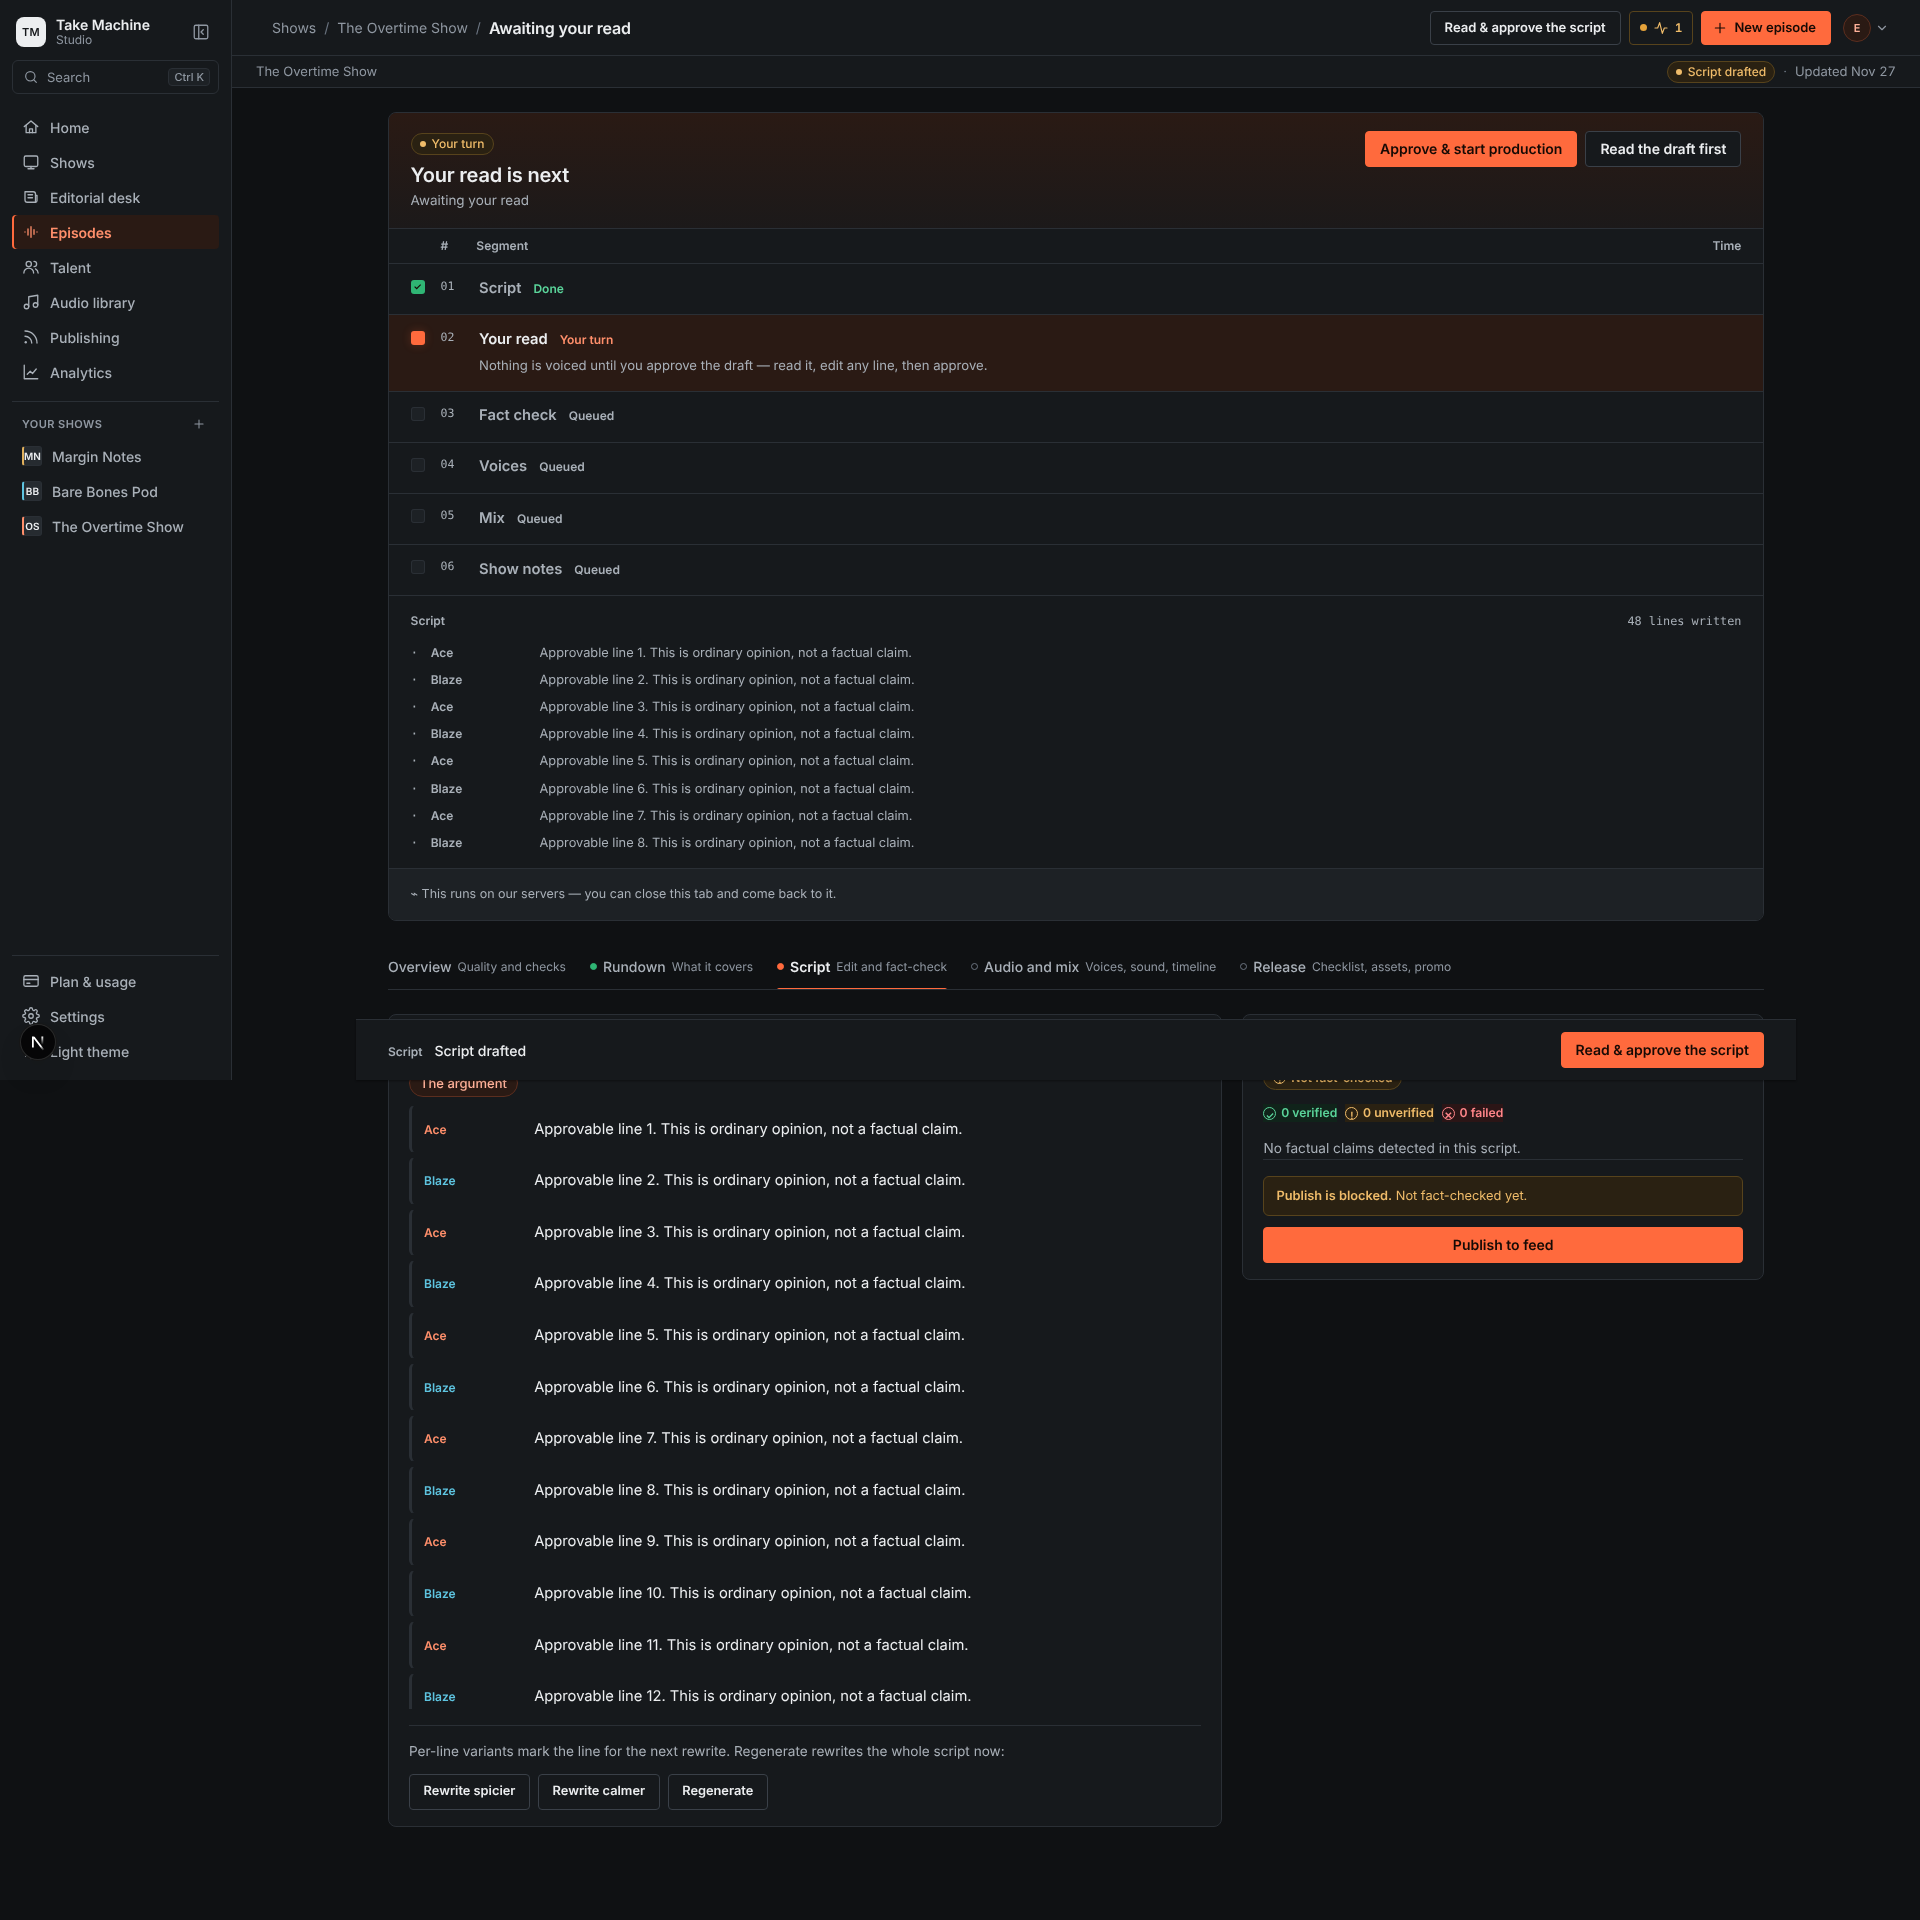 TM Take Machine
Studio
Search Ctrl K
Home
Shows
Editorial desk
Episodes
Talent
Audio library
Publishing
Analytics
YOUR SHOWS
MN Margin Notes
BB Bare Bones Pod
OS The Overtime Show
Plan & usage
Settings
N
Light theme
Shows / The Overtime Show / Awaiting your read
Read & approve the script
1
New episode
E
The Overtime Show
Script drafted · Updated Nov 27
Your turn
Your read is next
Awaiting your read
Approve & start production
Read the draft first
# Segment Time
01 Script Done
02 Your read Your turn
Nothing is voiced until you approve the draft — read it, edit any line, then approve.
03 Fact check Queued
04 Voices Queued
05 Mix Queued
06 Show notes Queued
Script 48 lines written
· Ace Approvable line 1. This is ordinary opinion, not a factual claim.
· Blaze Approvable line 2. This is ordinary opinion, not a factual claim.
· Ace Approvable line 3. This is ordinary opinion, not a factual claim.
· Blaze Approvable line 4. This is ordinary opinion, not a factual claim.
· Ace Approvable line 5. This is ordinary opinion, not a factual claim.
· Blaze Approvable line 6. This is ordinary opinion, not a factual claim.
· Ace Approvable line 7. This is ordinary opinion, not a factual claim.
· Blaze Approvable line 8. This is ordinary opinion, not a factual claim.
⌁ This runs on our servers — you can close this tab and come back to it.
Overview Quality and checks
Rundown What it covers
Script Edit and fact-check
Audio and mix Voices, sound, timeline
Release Checklist, assets, promo
Script Script drafted
Read & approve the script
The argument
Ace Approvable line 1. This is ordinary opinion, not a factual claim.
Blaze Approvable line 2. This is ordinary opinion, not a factual claim.
Ace Approvable line 3. This is ordinary opinion, not a factual claim.
Blaze Approvable line 4. This is ordinary opinion, not a factual claim.
Ace Approvable line 5. This is ordinary opinion, not a factual claim.
Blaze Approvable line 6. This is ordinary opinion, not a factual claim.
Ace Approvable line 7. This is ordinary opinion, not a factual claim.
Blaze Approvable line 8. This is ordinary opinion, not a factual claim.
Ace Approvable line 9. This is ordinary opinion, not a factual claim.
Blaze Approvable line 10. This is ordinary opinion, not a factual claim.
Ace Approvable line 11. This is ordinary opinion, not a factual claim.
Blaze Approvable line 12. This is ordinary opinion, not a factual claim.
Per-line variants mark the line for the next rewrite. Regenerate rewrites the whole script now:
Rewrite spicier
Rewrite calmer
Regenerate
Not fact-checked
0 verified 0 unverified 0 failed
No factual claims detected in this script.
Publish is blocked. Not fact-checked yet.
Publish to feed